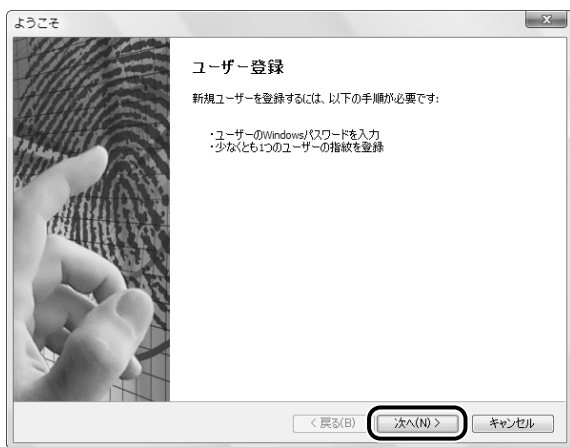 ようこそ
ユーザー登録
新規ユーザーを登録するには、以下の手順が必要です:
・ユーザーのWindowsパスワードを入力
・少なくとも1つのユーザーの指紋を登録
< 戻る(B) 次へ(N) > キャンセル